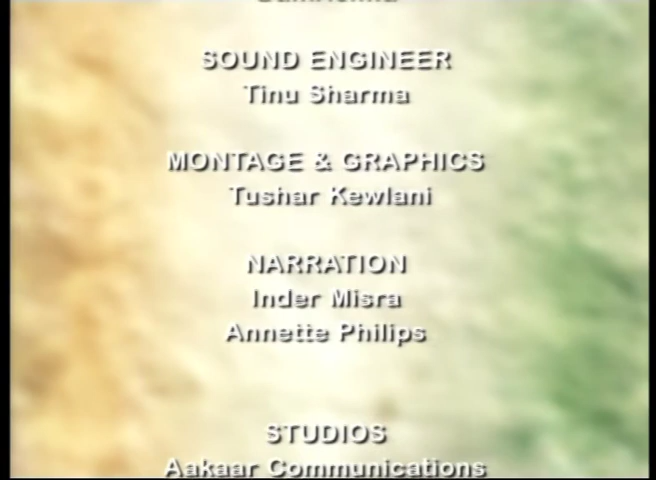 SOUND ENGINEER
Tinu Sharma
MONTAGE & GRAPHICS
Tushar Kewlani
NARRATION
Inder Misra
Annette Philips
STUDIOS
Aakaar Communications